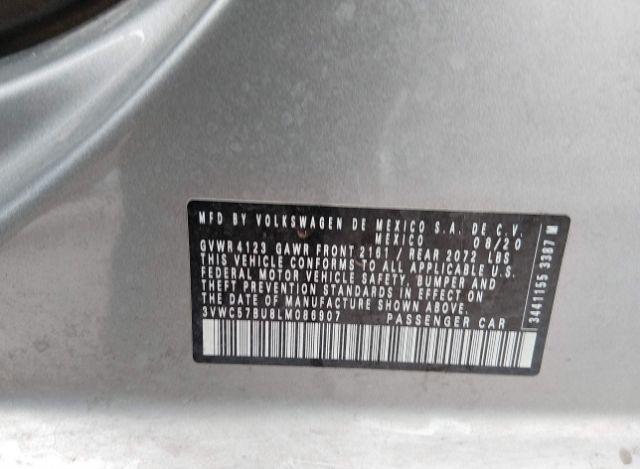 MFD BY VOLKSWAGEN DE MEXICO S.A. DE C.V.
MEXICO 08/20
GVWR 4123 GAWR FRONT 2161 / REAR 2072 LBS
THIS VEHICLE CONFORMS TO ALL APPLICABLE U.S.
FEDERAL MOTOR VEHICLE SAFETY, BUMPER AND
THEFT PREVENTION STANDARDS IN EFFECT ON
THE DATE OF MANUFACTURE SHOWN ABOVE.
3VWC57BU8LM086907 PASSENGER CAR
3441155 3387 M